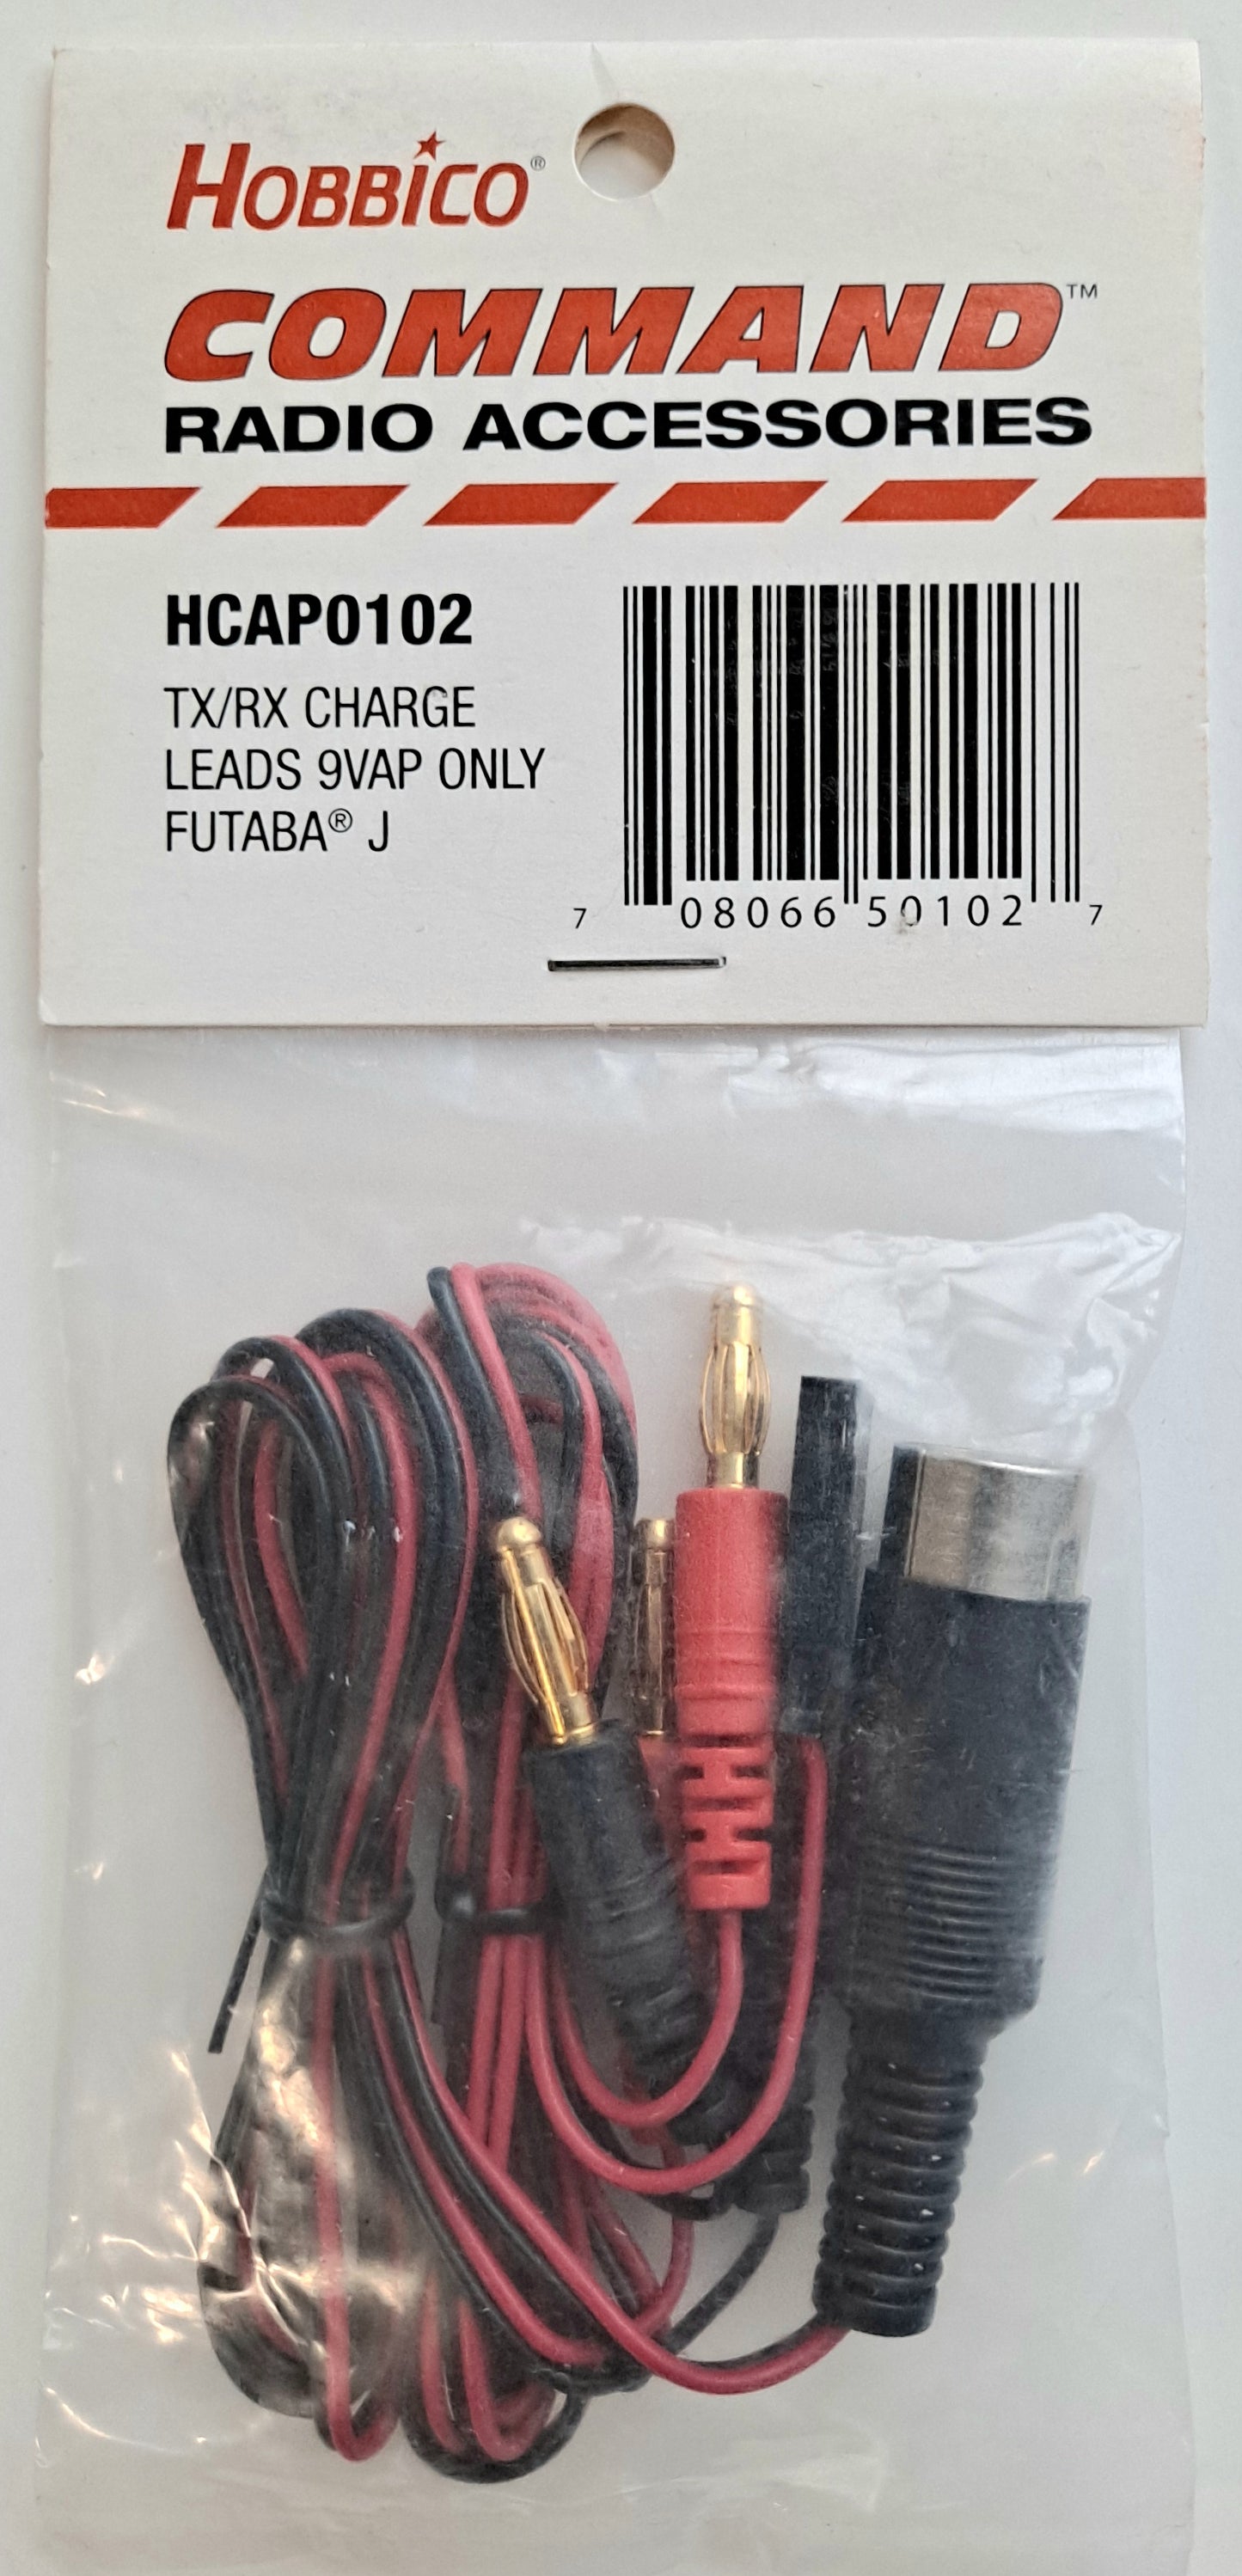 HOBBICO®
COMMAND™
RADIO ACCESSORIES
HCAP0102
TX/RX CHARGE
LEADS 9VAP ONLY
FUTABA® J
7 08066 50102 7